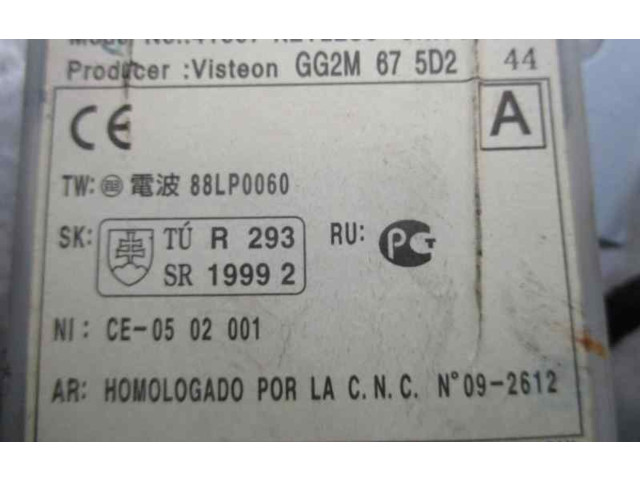 Producer :Visteon GG2M 67 5D2 44
CE A
TW: 電波 88LP0060
SK: TÚ R 293 RU: PCT
SR 1999 2
NI: CE-05 02 001
AR: HOMOLOGADO POR LA C.N.C. N°09-2612